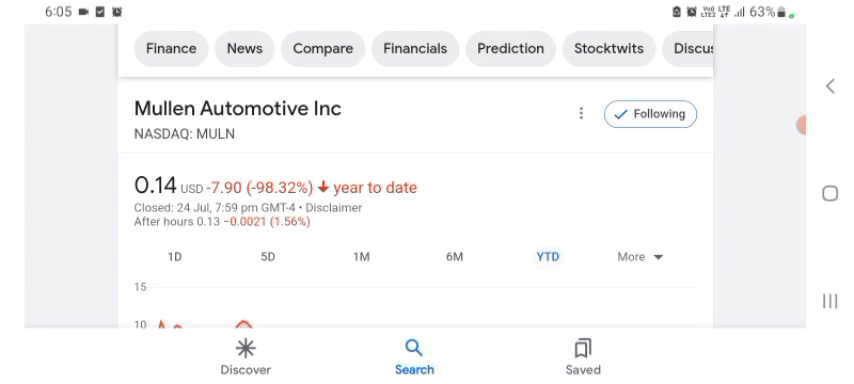 6:05
LTE2 LTE 63%
Finance News Compare Financials Prediction Stocktwits Discus
Mullen Automotive Inc
Following
NASDAQ: MULN
0.14 USD -7.90 (-98.32%) year to date
Closed: 24 Jul, 7:59 pm GMT-4 • Disclaimer
After hours 0.13 −0.0021 (1.56%)
1D 5D 1M 6M YTD More
15
10
Discover Search Saved